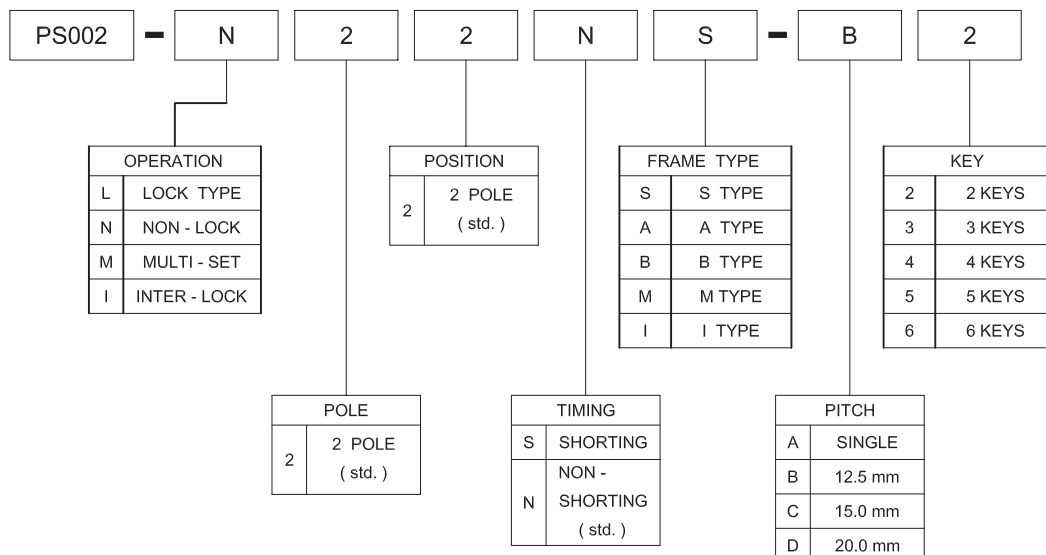 PS002 - N 2 2 N S - B 2
OPERATION
L LOCK TYPE
N NON - LOCK
M MULTI - SET
I INTER - LOCK
POSITION
2 2 POLE
( std. )
FRAME TYPE
S S TYPE
A A TYPE
B B TYPE
M M TYPE
I I TYPE
KEY
2 2 KEYS
3 3 KEYS
4 4 KEYS
5 5 KEYS
6 6 KEYS
POLE
2 2 POLE
( std. )
TIMING
S SHORTING
N NON -
SHORTING
( std. )
PITCH
A SINGLE
B 12.5 mm
C 15.0 mm
D 20.0 mm